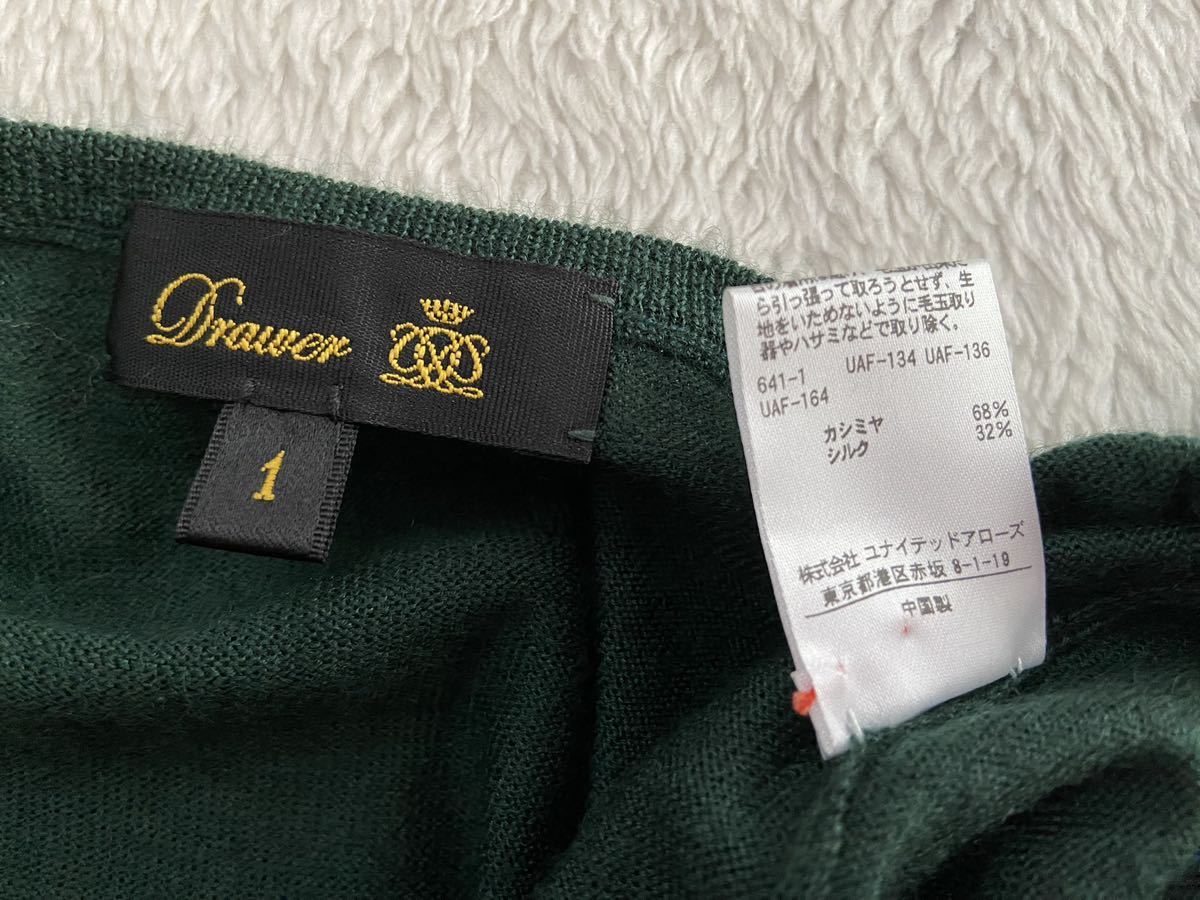 Drawer
1
ら引っ張って取ろうとせず、生
地をいためないように毛玉取り
器やハサミなどで取り除く。
641-1 UAF-134 UAF-136
UAF-164
カシミヤ 68%
シルク 32%
株式会社 ユナイテッドアローズ
東京都港区赤坂 8-1-19
中国製